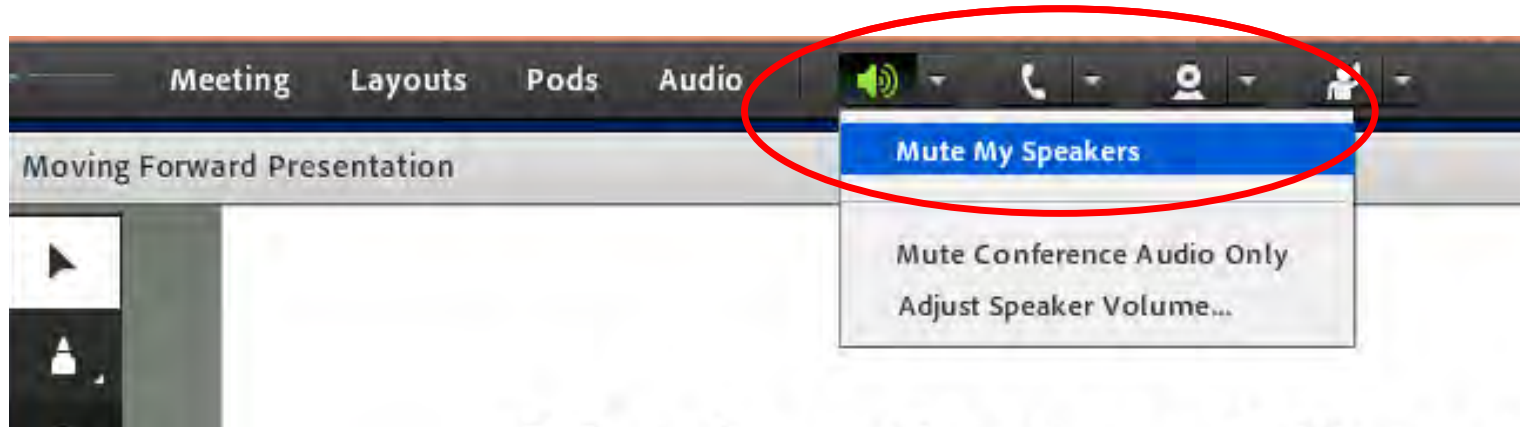 Meeting Layouts Pods Audio
Mute My Speakers
Moving Forward Presentation
Mute Conference Audio Only
Adjust Speaker Volume...